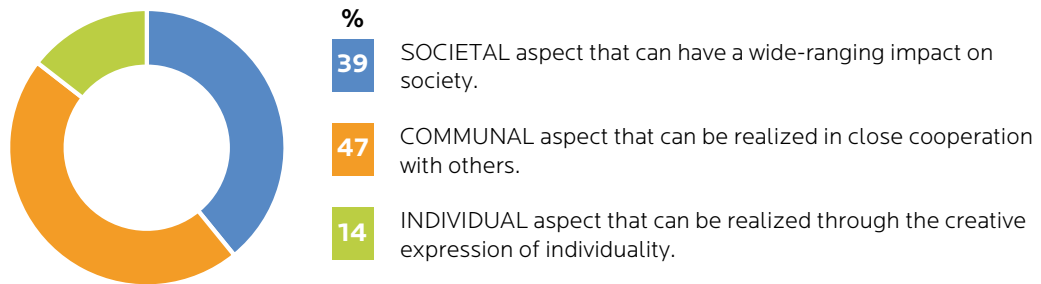 %
39 SOCIETAL aspect that can have a wide-ranging impact on
society.
47 COMMUNAL aspect that can be realized in close cooperation
with others.
14 INDIVIDUAL aspect that can be realized through the creative
expression of individuality.